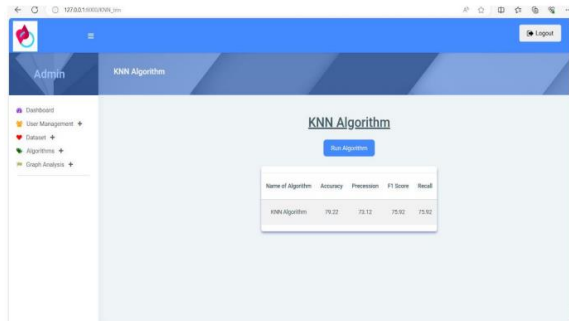 127.0.0.1:8000/KNN_btn
Logout
Admin
KNN Algorithm
Dashboard
User Management +
Dataset +
Algorithms +
Graph Analysis +
KNN Algorithm
Run Algorithm
Name of Algorithm Accuracy Precession F1 Score Recall
KNN Algorithm 79.22 73.12 75.92 75.92